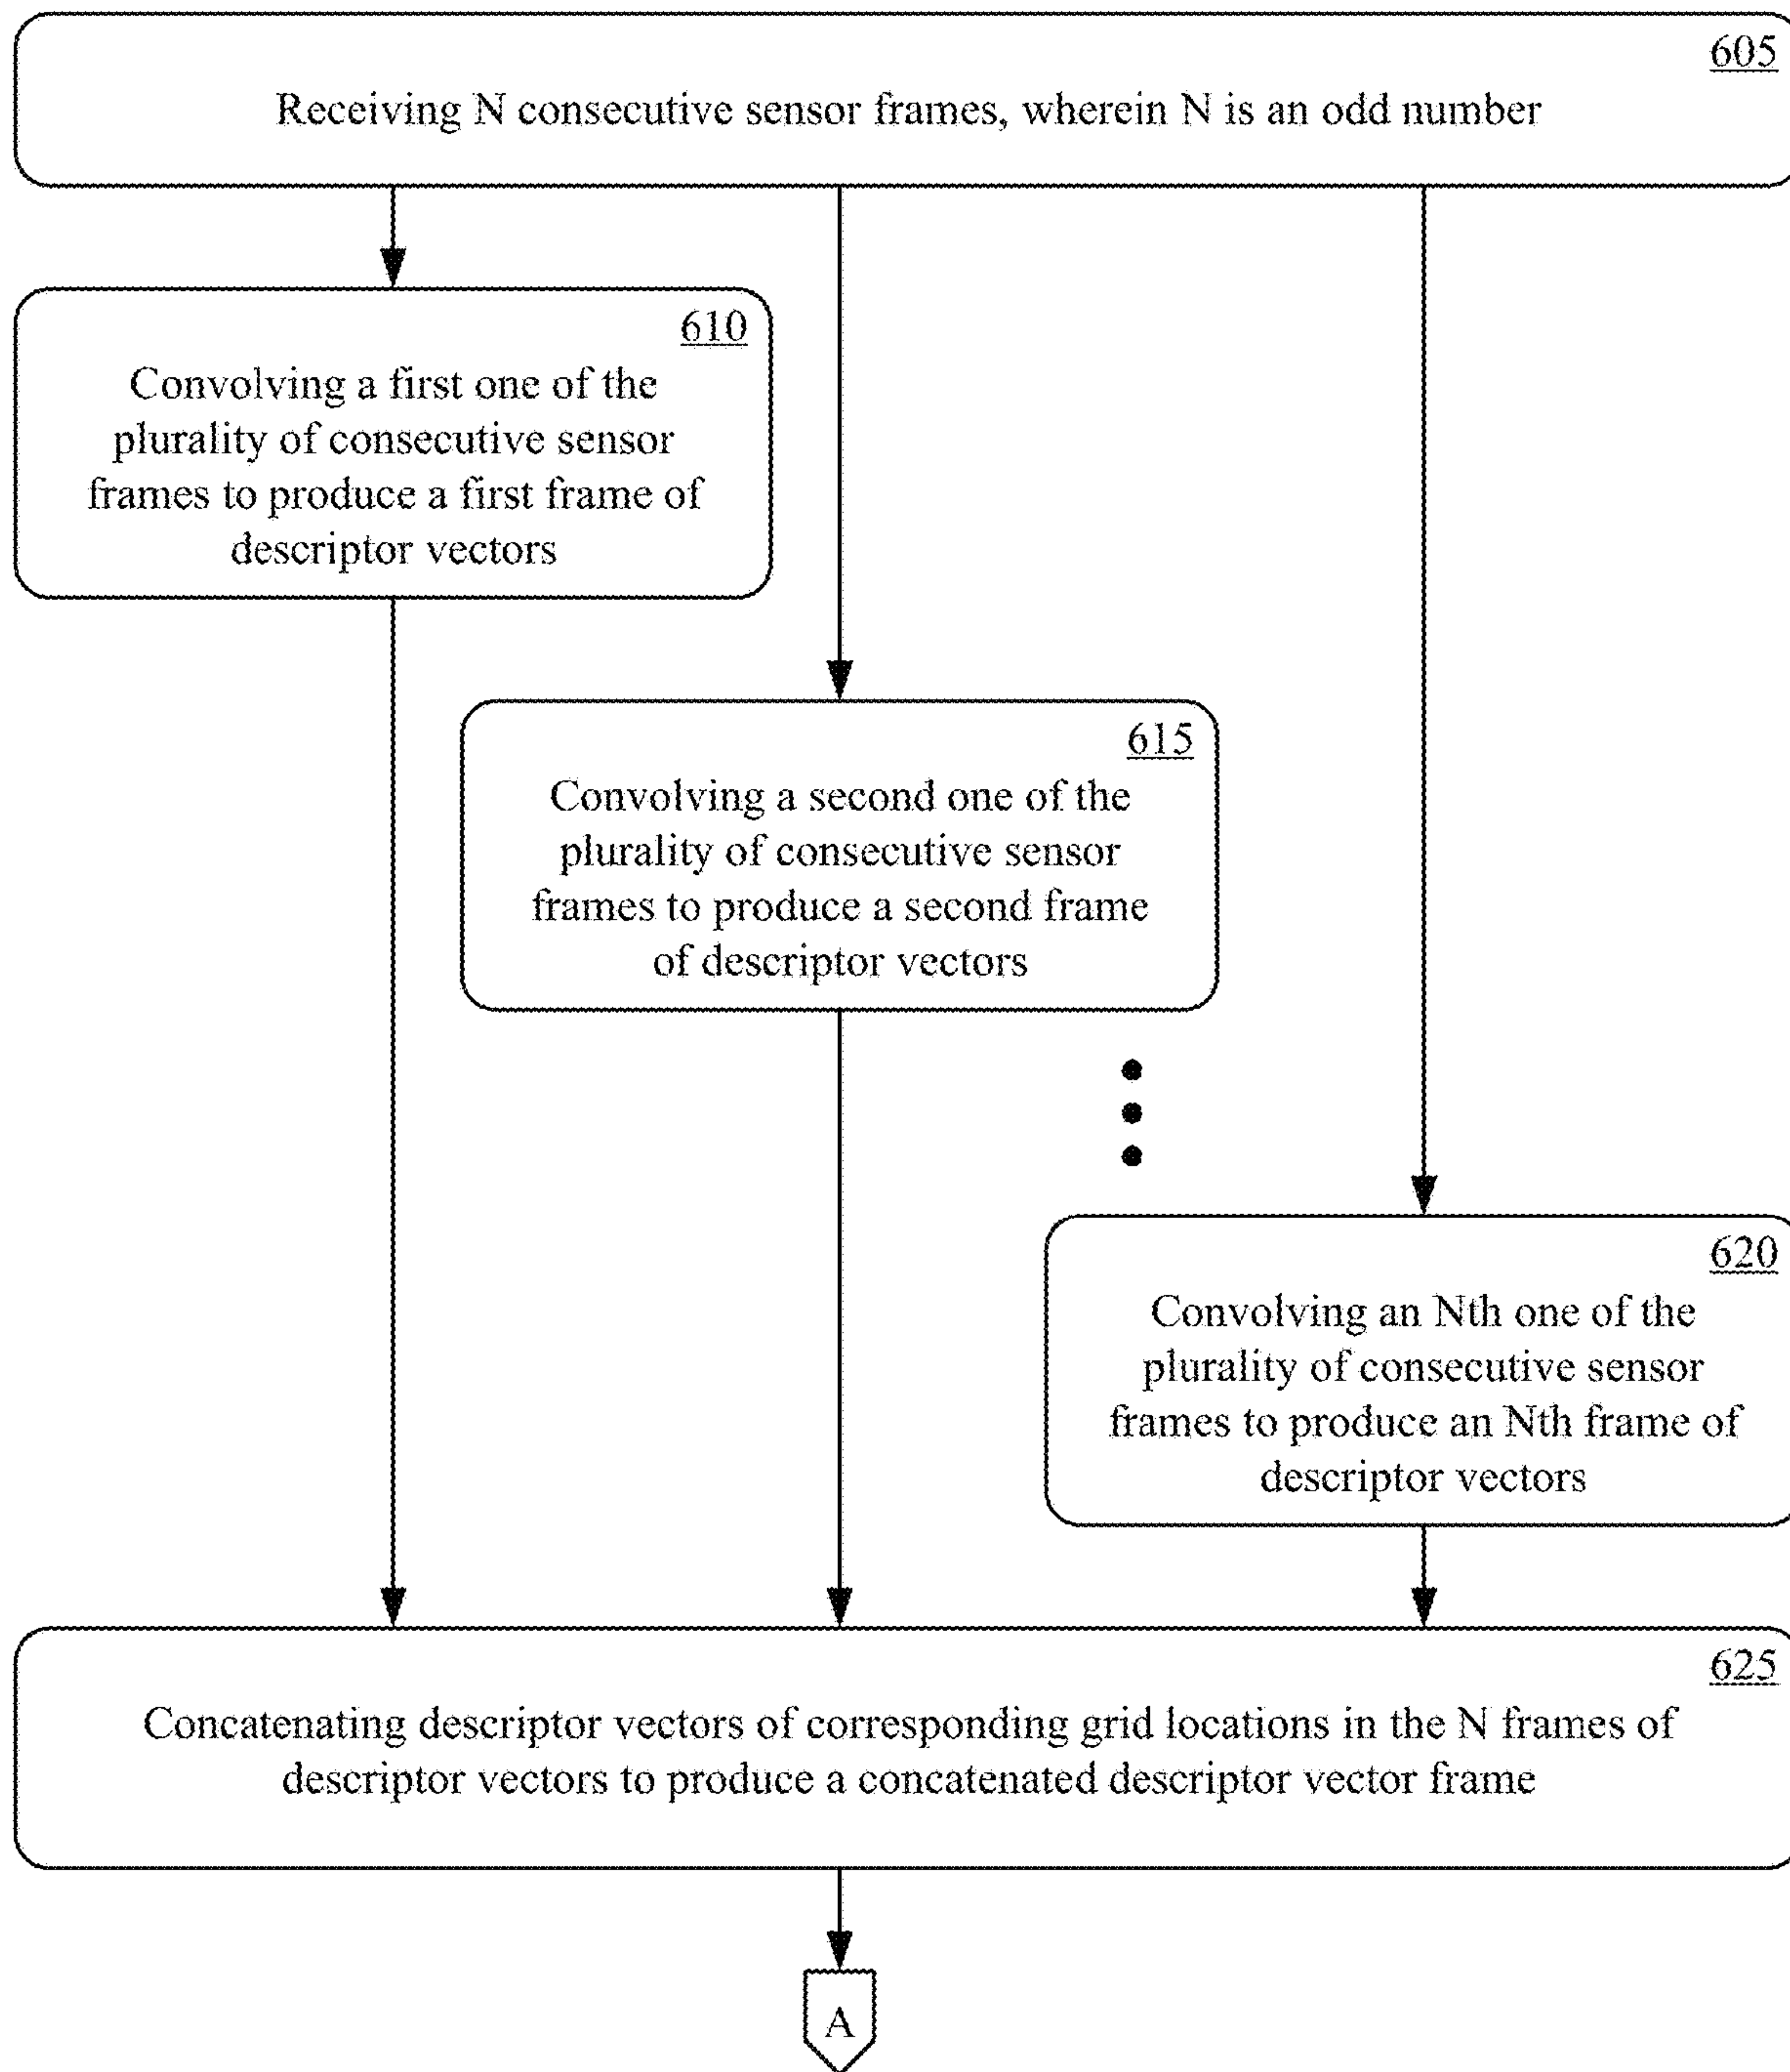 605
Receiving N consecutive sensor frames, wherein N is an odd number
610
Convolving a first one of the
plurality of consecutive sensor
frames to produce a first frame of
descriptor vectors
615
Convolving a second one of the
plurality of consecutive sensor
frames to produce a second frame
of descriptor vectors
620
Convolving an Nth one of the
plurality of consecutive sensor
frames to produce an Nth frame of
descriptor vectors
625
Concatenating descriptor vectors of corresponding grid locations in the N frames of
descriptor vectors to produce a concatenated descriptor vector frame
A